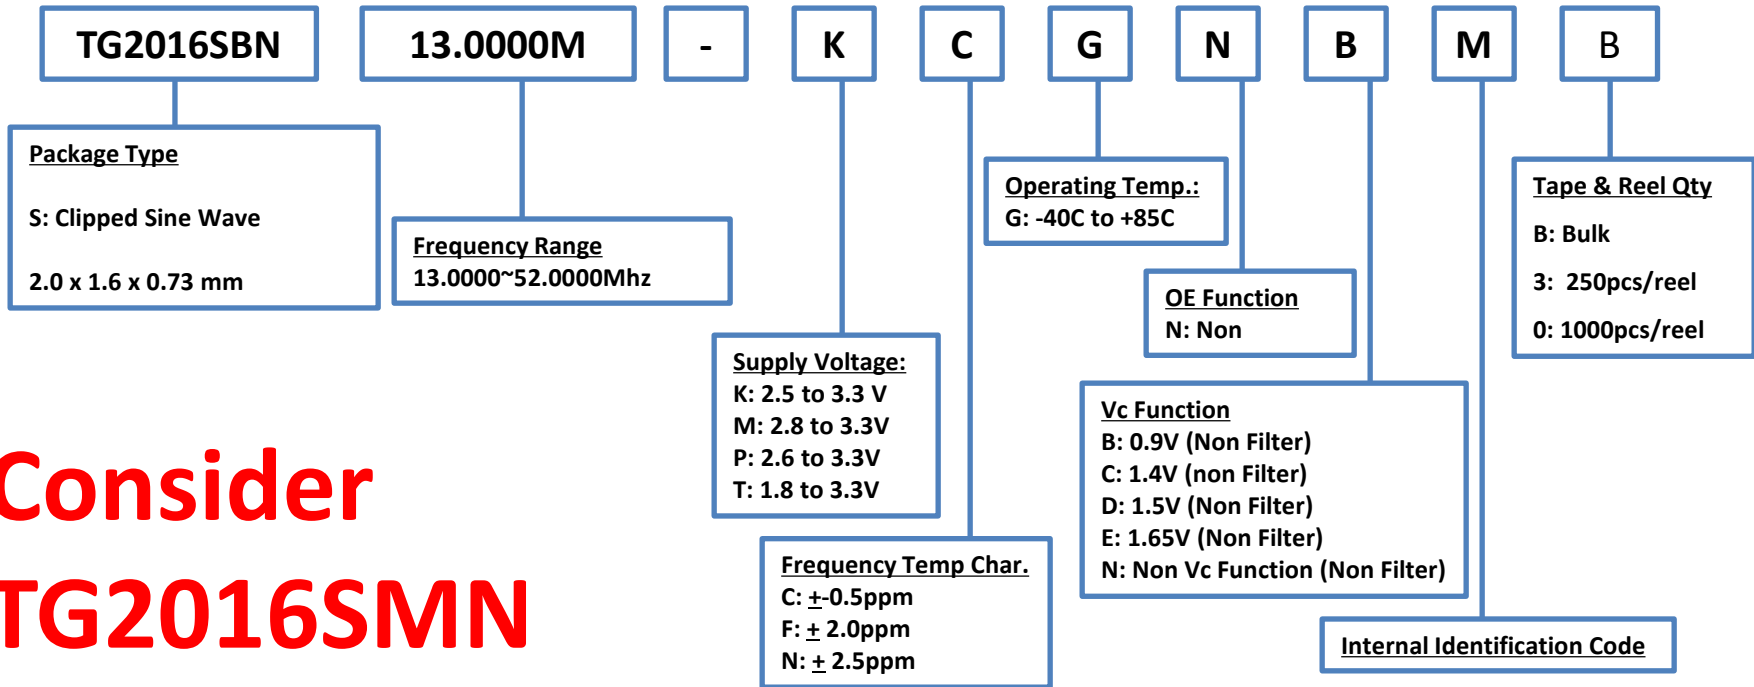 TG2016SBN 13.0000M - K C G N B M B
Package Type
S: Clipped Sine Wave
2.0 x 1.6 x 0.73 mm
Frequency Range
13.0000~52.0000Mhz
Supply Voltage:
K: 2.5 to 3.3 V
M: 2.8 to 3.3V
P: 2.6 to 3.3V
T: 1.8 to 3.3V
Frequency Temp Char.
C: +-0.5ppm
F: + 2.0ppm
N: + 2.5ppm
Operating Temp.:
G: -40C to +85C
OE Function
N: Non
Vc Function
B: 0.9V (Non Filter)
C: 1.4V (non Filter)
D: 1.5V (Non Filter)
E: 1.65V (Non Filter)
N: Non Vc Function (Non Filter)
Internal Identification Code
Tape & Reel Qty
B: Bulk
3:  250pcs/reel
0: 1000pcs/reel
Consider
TG2016SMN